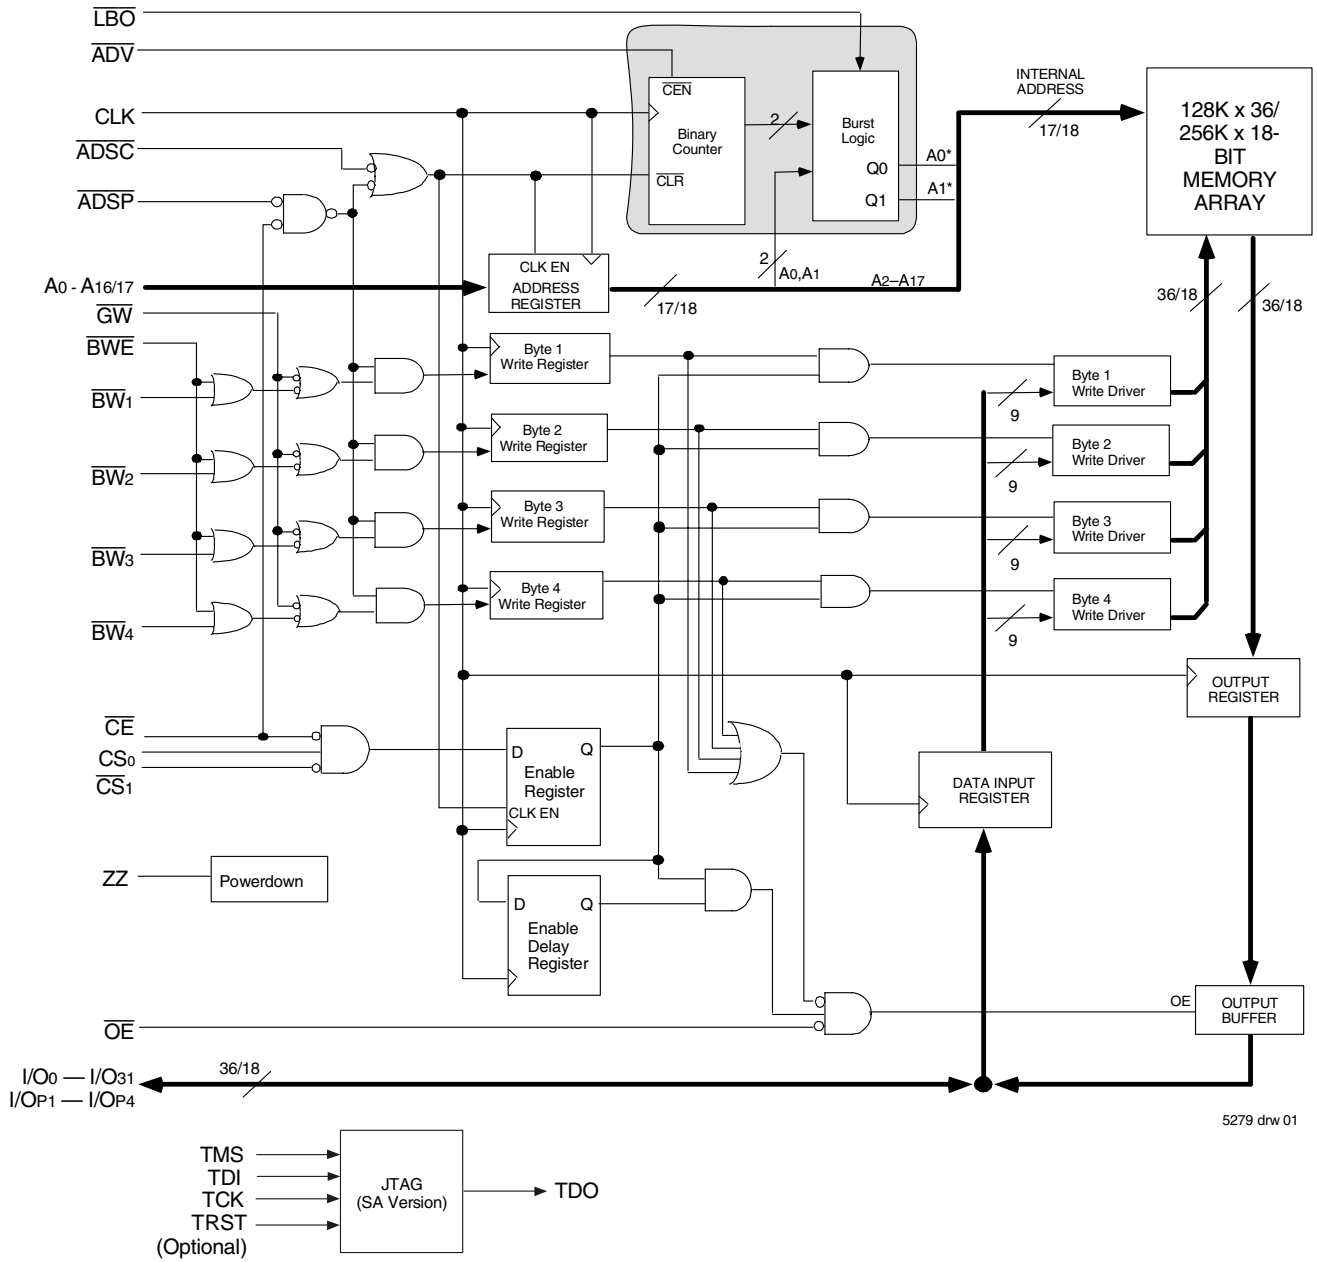 LBO
ADV
CLK
ADSC
ADSP
A0 - A16/17
GW
BWE
BW1
BW2
BW3
BW4
CE
CS0
CS1
ZZ
Powerdown
OE
I/O0 — I/O31
I/OP1 — I/OP4
36/18
CEN
Binary
Counter
CLR
2
Burst
Logic
Q0
Q1
A0*
A1*
INTERNAL
ADDRESS
17/18
128K x 36/
256K x 18-
BIT
MEMORY
ARRAY
CLK EN
ADDRESS
REGISTER
17/18
2
A0,A1
A2–A17
36/18
36/18
Byte 1
Write Register
Byte 2
Write Register
Byte 3
Write Register
Byte 4
Write Register
9
Byte 1
Write Driver
9
Byte 2
Write Driver
9
Byte 3
Write Driver
9
Byte 4
Write Driver
OUTPUT
REGISTER
D
Q
Enable
Register
CLK EN
DATA INPUT
REGISTER
D
Q
Enable
Delay
Register
OE
OUTPUT
BUFFER
5279 drw 01
TMS
TDI
TCK
TRST
(Optional)
JTAG
(SA Version)
TDO